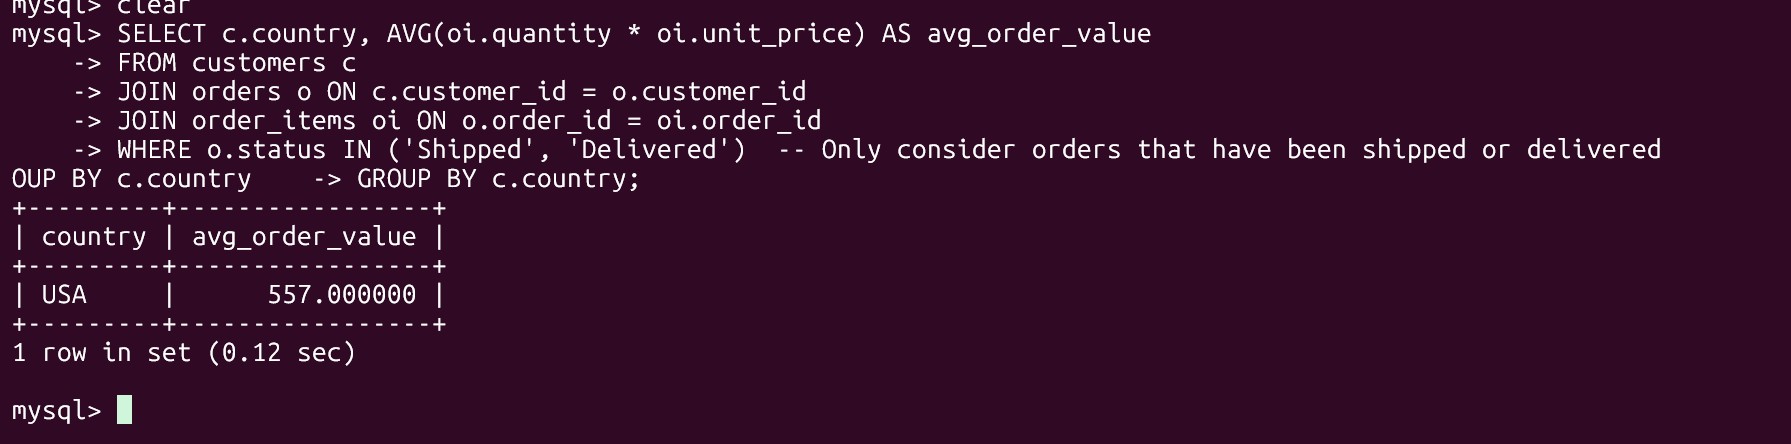 mysql> clear
mysql> SELECT c.country, AVG(oi.quantity * oi.unit_price) AS avg_order_value
    -> FROM customers c
    -> JOIN orders o ON c.customer_id = o.customer_id
    -> JOIN order_items oi ON o.order_id = oi.order_id
    -> WHERE o.status IN ('Shipped', 'Delivered')  -- Only consider orders that have been shipped or delivered
OUP BY c.country    -> GROUP BY c.country;
+---------+-----------------+
| country | avg_order_value |
+---------+-----------------+
| USA     |      557.000000 |
+---------+-----------------+
1 row in set (0.12 sec)
mysql>